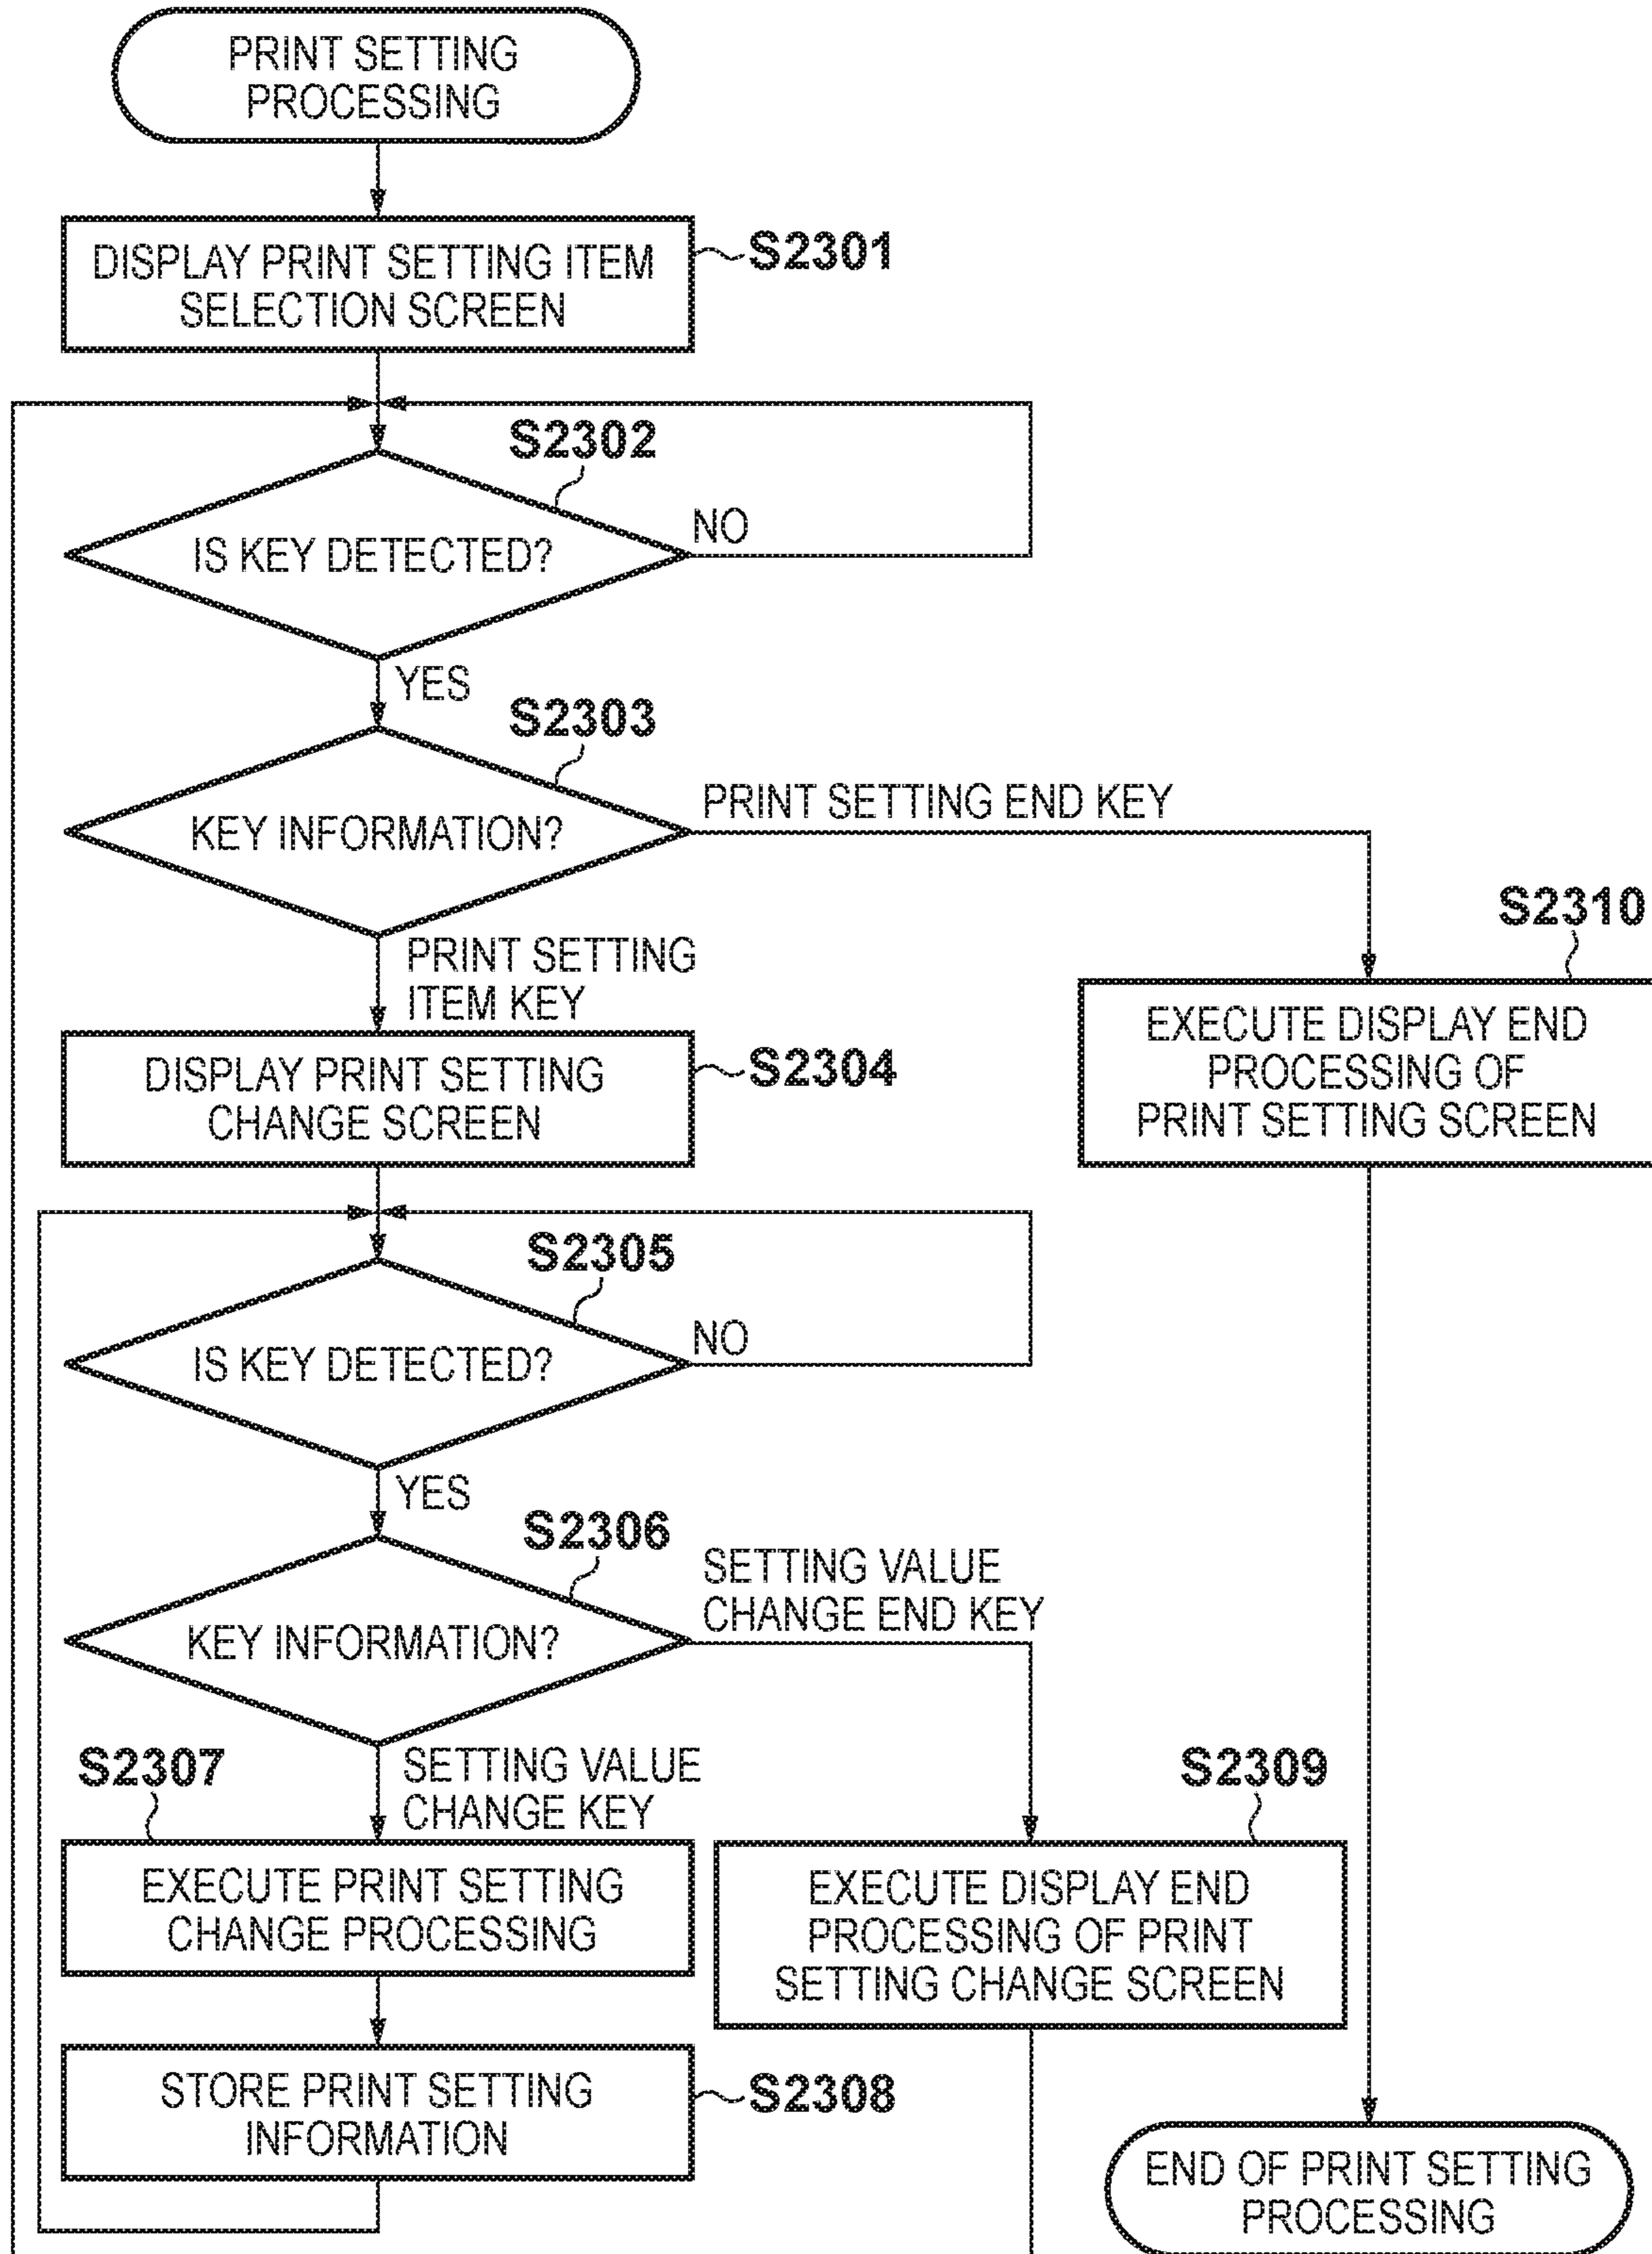 PRINT SETTING
PROCESSING
DISPLAY PRINT SETTING ITEM
SELECTION SCREEN
S2301
S2302
IS KEY DETECTED?
NO
YES
S2303
KEY INFORMATION?
PRINT SETTING END KEY
PRINT SETTING
ITEM KEY
S2310
EXECUTE DISPLAY END
PROCESSING OF
PRINT SETTING SCREEN
DISPLAY PRINT SETTING
CHANGE SCREEN
S2304
S2305
IS KEY DETECTED?
NO
YES
S2306
KEY INFORMATION?
SETTING VALUE
CHANGE END KEY
SETTING VALUE
CHANGE KEY
S2307
EXECUTE PRINT SETTING
CHANGE PROCESSING
S2309
EXECUTE DISPLAY END
PROCESSING OF PRINT
SETTING CHANGE SCREEN
STORE PRINT SETTING
INFORMATION
S2308
END OF PRINT SETTING
PROCESSING